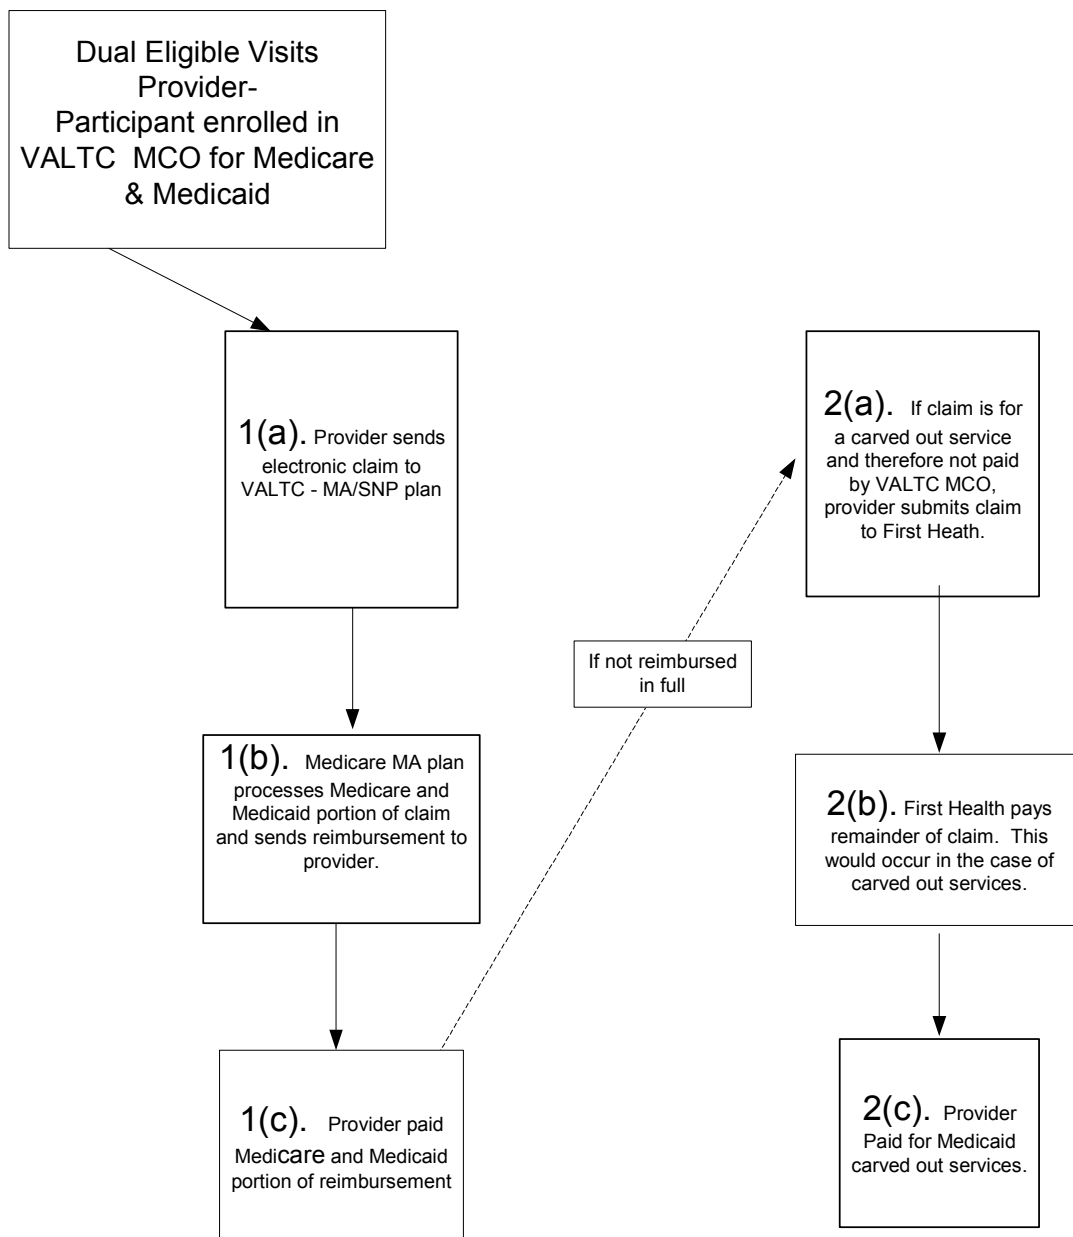 Dual Eligible Visits
Provider-
Participant enrolled in
VALTC MCO for Medicare
& Medicaid
1(a). Provider sends
electronic claim to
VALTC - MA/SNP plan
1(b). Medicare MA plan
processes Medicare and
Medicaid portion of claim
and sends reimbursement to
provider.
1(c). Provider paid
Medicare and Medicaid
portion of reimbursement
If not reimbursed
in full
2(a). If claim is for
a carved out service
and therefore not paid
by VALTC MCO,
provider submits claim
to First Heath.
2(b). First Health pays
remainder of claim. This
would occur in the case of
carved out services.
2(c). Provider
Paid for Medicaid
carved out services.